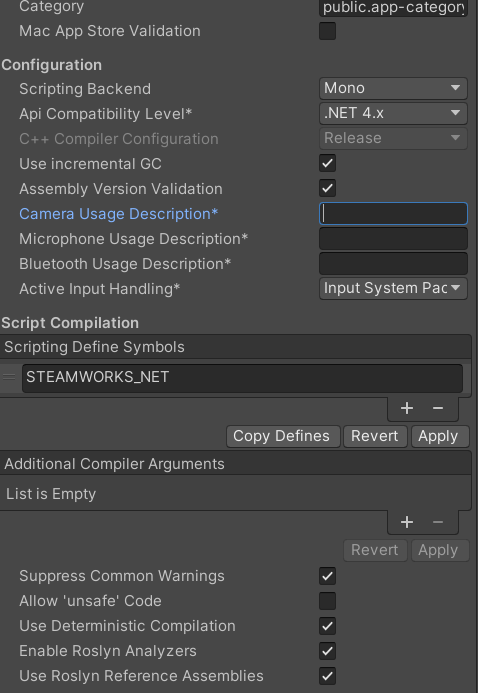 Category public.app-category
Mac App Store Validation
Configuration
Scripting Backend Mono
Api Compatibility Level* .NET 4.x
C++ Compiler Configuration Release
Use incremental GC
Assembly Version Validation
Camera Usage Description*
Microphone Usage Description*
Bluetooth Usage Description*
Active Input Handling* Input System Pac
Script Compilation
Scripting Define Symbols
STEAMWORKS_NET
+ −
Copy Defines Revert Apply
Additional Compiler Arguments
List is Empty
+ −
Revert Apply
Suppress Common Warnings
Allow 'unsafe' Code
Use Deterministic Compilation
Enable Roslyn Analyzers
Use Roslyn Reference Assemblies